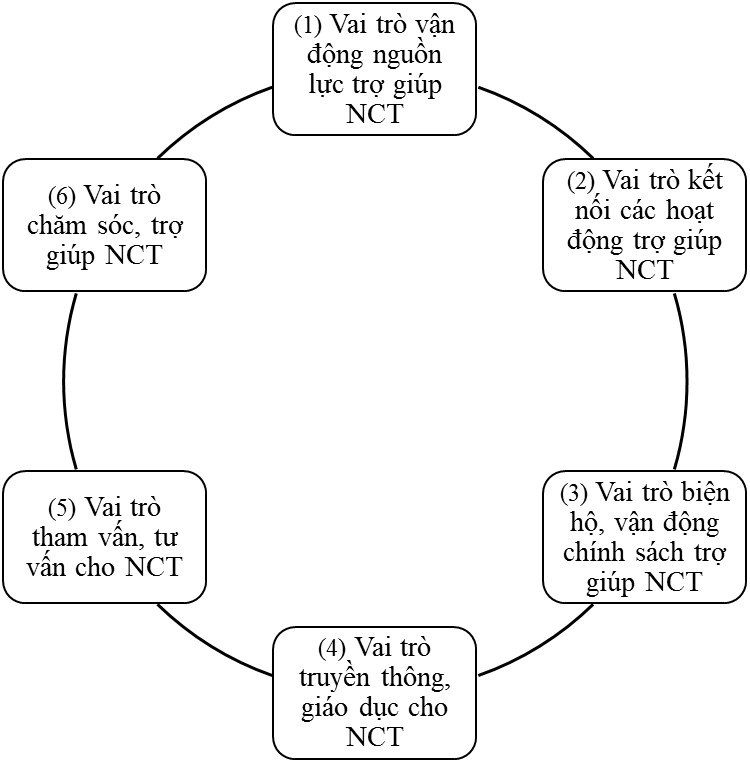 (1) Vai trò vận
động nguồn
lực trợ giúp
NCT
(2) Vai trò kết
nối các hoạt
động trợ giúp
NCT
(3) Vai trò biện
hộ, vận động
chính sách trợ
giúp NCT
(4) Vai trò
truyền thông,
giáo dục cho
NCT
(5) Vai trò
tham vấn, tư
vấn cho NCT
(6) Vai trò
chăm sóc, trợ
giúp NCT